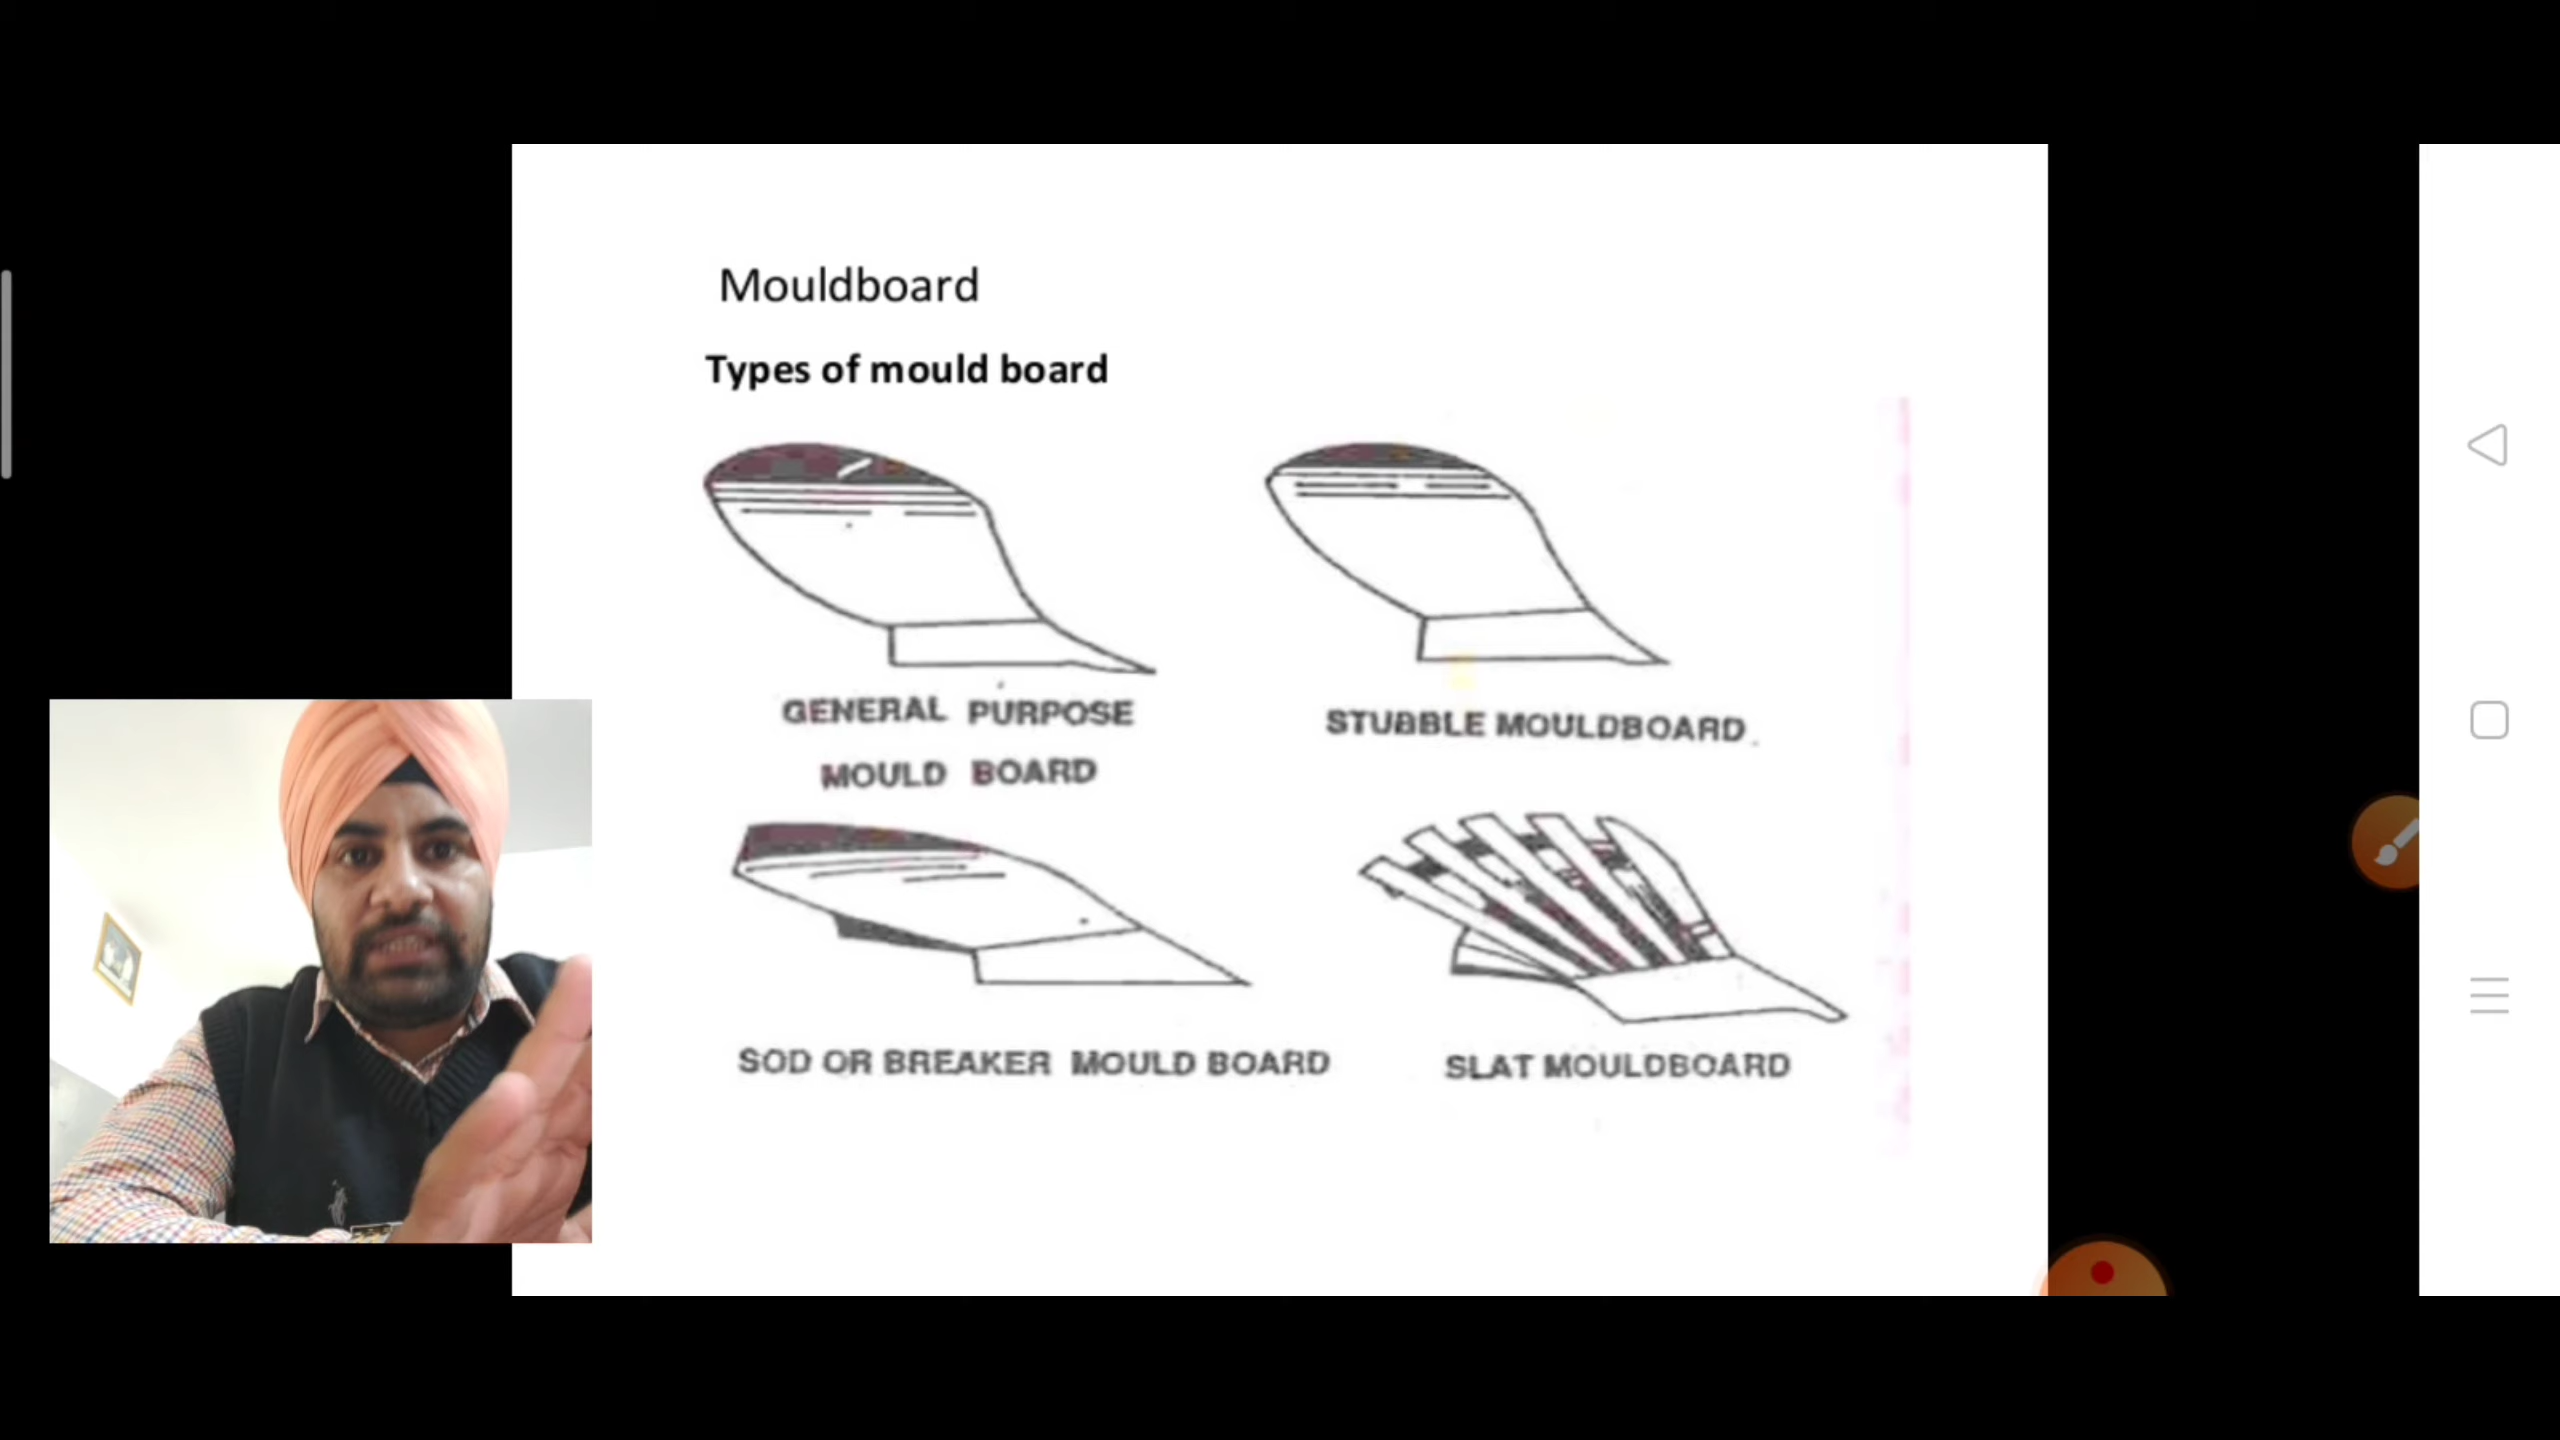 Mouldboard
Types of mould board
GENERAL PURPOSE
MOULD BOARD
STUBBLE MOULDBOARD.
SOD OR BREAKER MOULD BOARD
SLAT MOULDBOARD